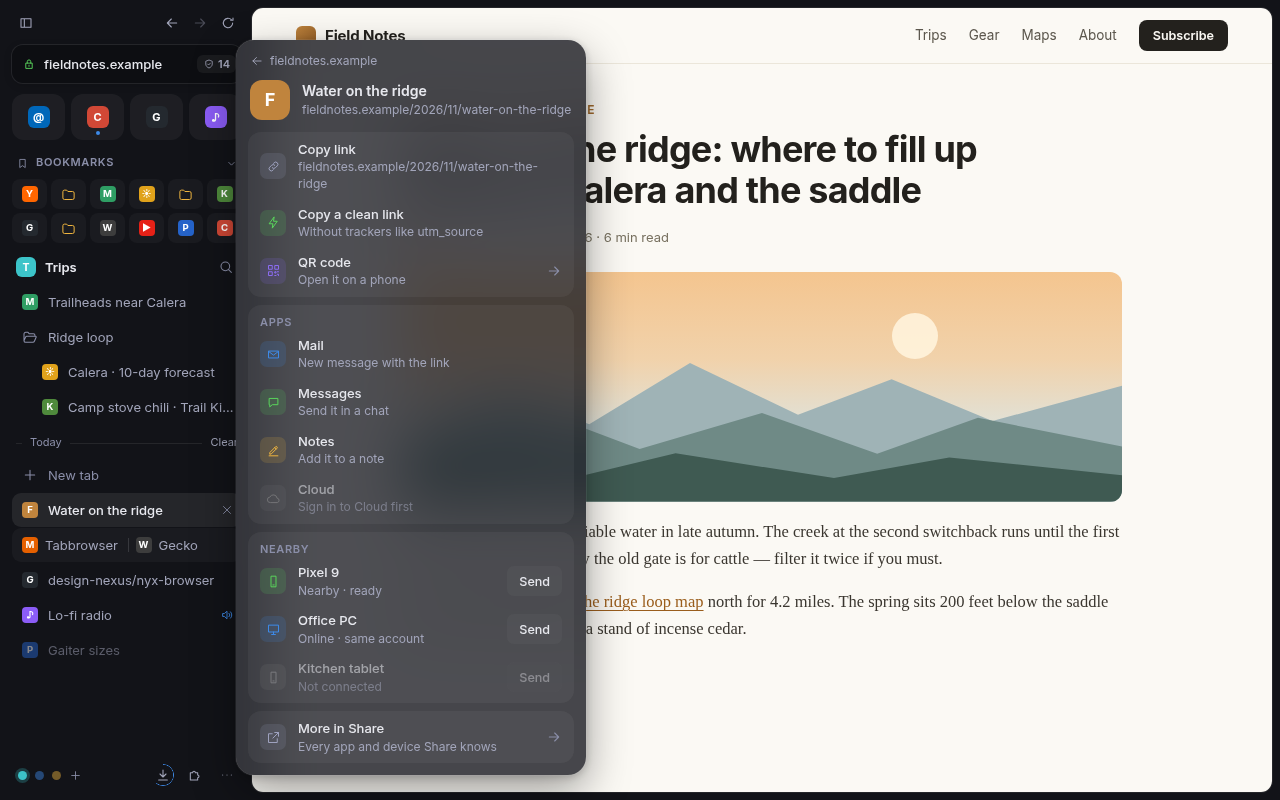 fieldnotes.example
14
@
C
G
BOOKMARKS
Y
M
K
G
W
P
C
T
Trips
M
Trailheads near Calera
Ridge loop
Calera · 10-day forecast
K
Camp stove chili · Trail Ki...
Today
Clear
New tab
F
Water on the ridge
M
Tabbrowser
W
Gecko
G
design-nexus/nyx-browser
Lo-fi radio
P
Gaiter sizes
fieldnotes.example
F
Water on the ridge
fieldnotes.example/2026/11/water-on-the-ridge
Copy link
fieldnotes.example/2026/11/water-on-the-
ridge
Copy a clean link
Without trackers like utm_source
QR code
Open it on a phone
APPS
Mail
New message with the link
Messages
Send it in a chat
Notes
Add it to a note
Cloud
Sign in to Cloud first
NEARBY
Pixel 9
Nearby · ready
Send
Office PC
Online · same account
Send
Kitchen tablet
Not connected
Send
More in Share
Every app and device Share knows
Field Notes
Trips
Gear
Maps
About
Subscribe
E
ridge: where to fill up
and the saddle
6 · 6 min read
water in late autumn. The creek at the second switchback runs until the first
the old gate is for cattle — filter it twice if you must.
ridge loop map north for 4.2 miles. The spring sits 200 feet below the saddle
a stand of incense cedar.